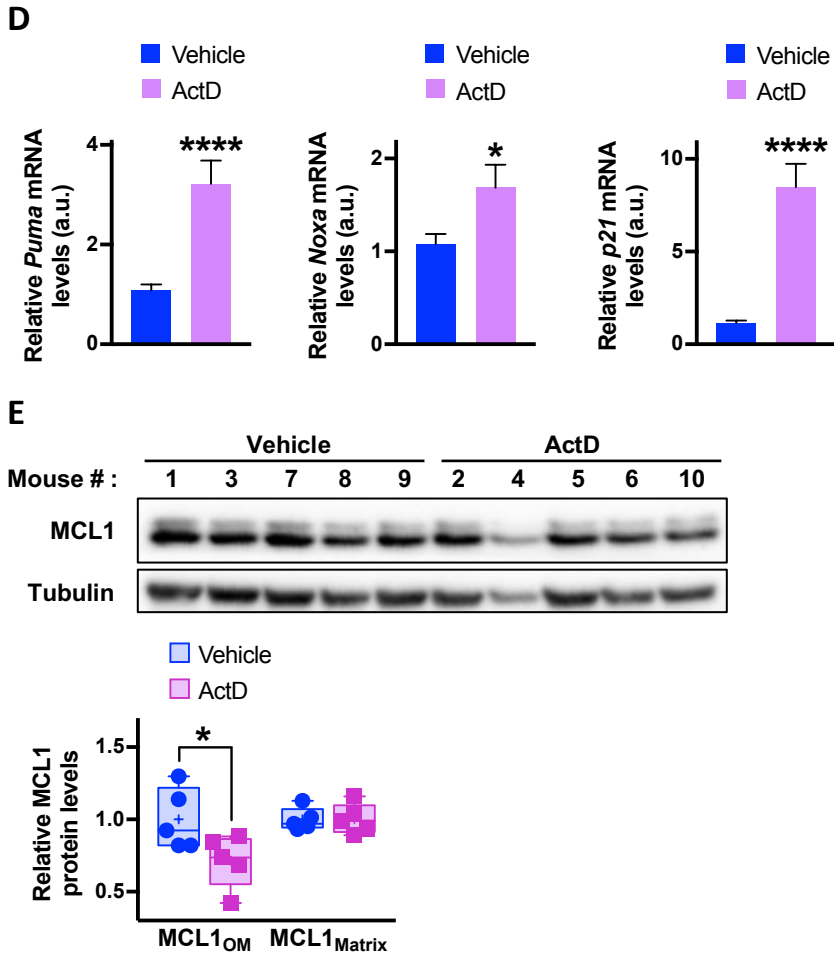 D
Vehicle
ActD
Vehicle
ActD
Vehicle
ActD
Relative Puma mRNA
levels (a.u.)
4
2
0
****
Relative Noxa mRNA
levels (a.u.)
2
1
0
*
Relative p21 mRNA
levels (a.u.)
10
5
0
****
E
Vehicle ActD
Mouse # : 1 3 7 8 9 2 4 5 6 10
MCL1
Tubulin
Vehicle
ActD
Relative MCL1
protein levels
1.5
1.0
0.5
*
MCL1OM MCL1Matrix